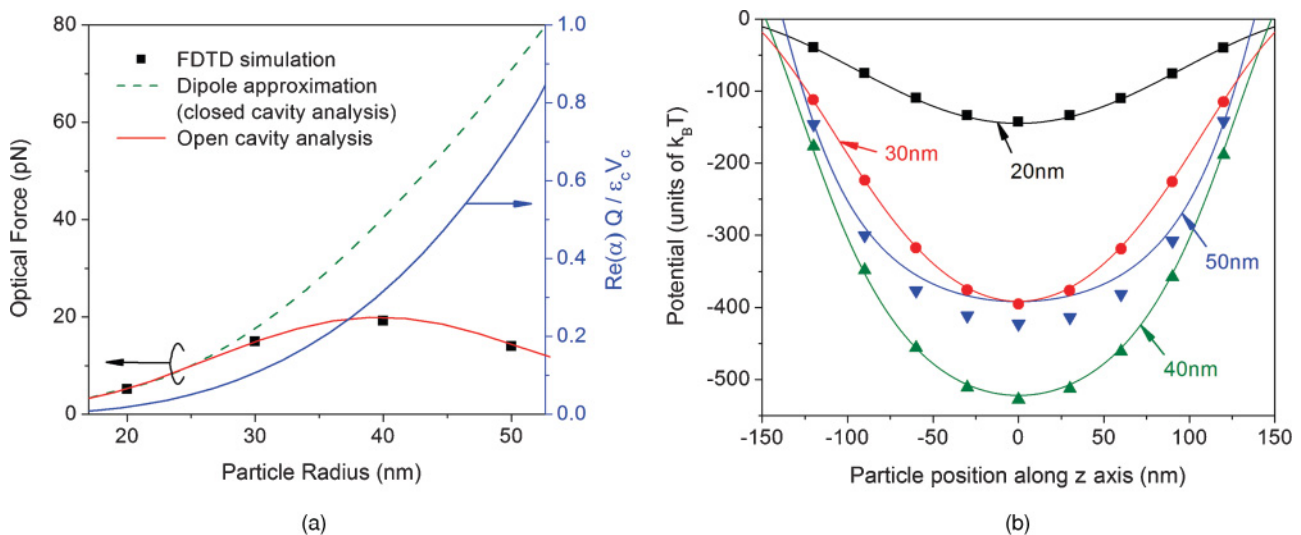 80
60
40
20
0
Optical Force (pN)
FDTD simulation
Dipole approximation
(closed cavity analysis)
Open cavity analysis
1.0
0.8
0.6
0.4
0.2
0.0
Re(α) Q / ε_c V_c
20
30
40
50
Particle Radius (nm)
(a)
0
-100
-200
-300
-400
-500
Potential (units of k_B T)
30nm
20nm
50nm
40nm
-150
-100
-50
0
50
100
150
Particle position along z axis (nm)
(b)